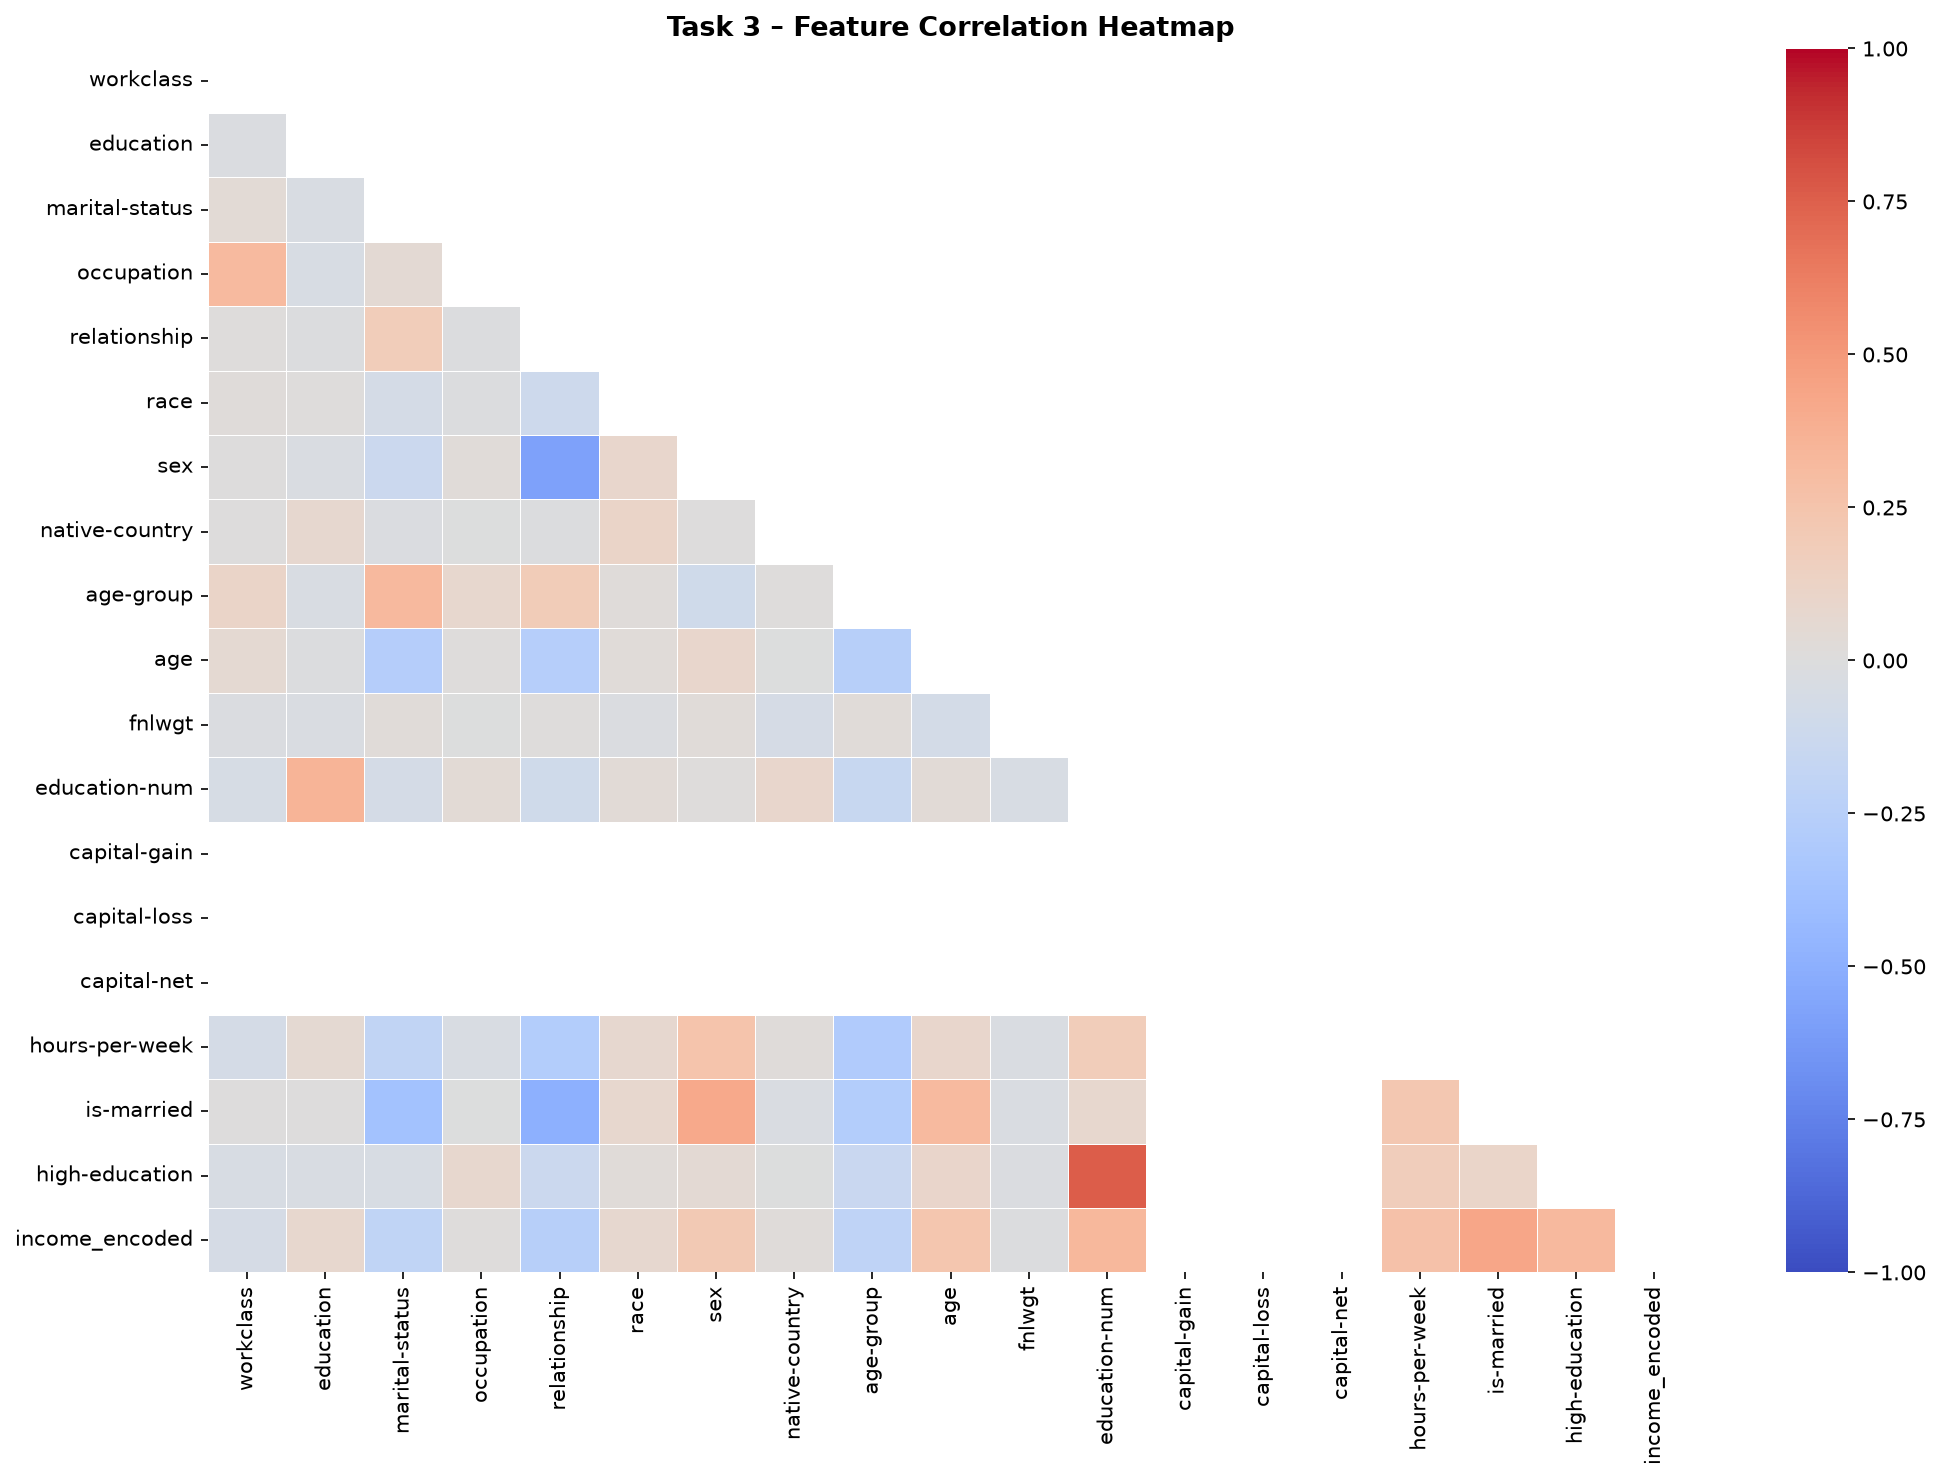 Task 3 – Feature Correlation Heatmap
workclass
education
marital-status
occupation
relationship
race
sex
native-country
age-group
age
fnlwgt
education-num
capital-gain
capital-loss
capital-net
hours-per-week
is-married
high-education
income_encoded
workclass
education
marital-status
occupation
relationship
race
sex
native-country
age-group
age
fnlwgt
education-num
capital-gain
capital-loss
capital-net
hours-per-week
is-married
high-education
income_encoded
1.00
0.75
0.50
0.25
0.00
−0.25
−0.50
−0.75
−1.00